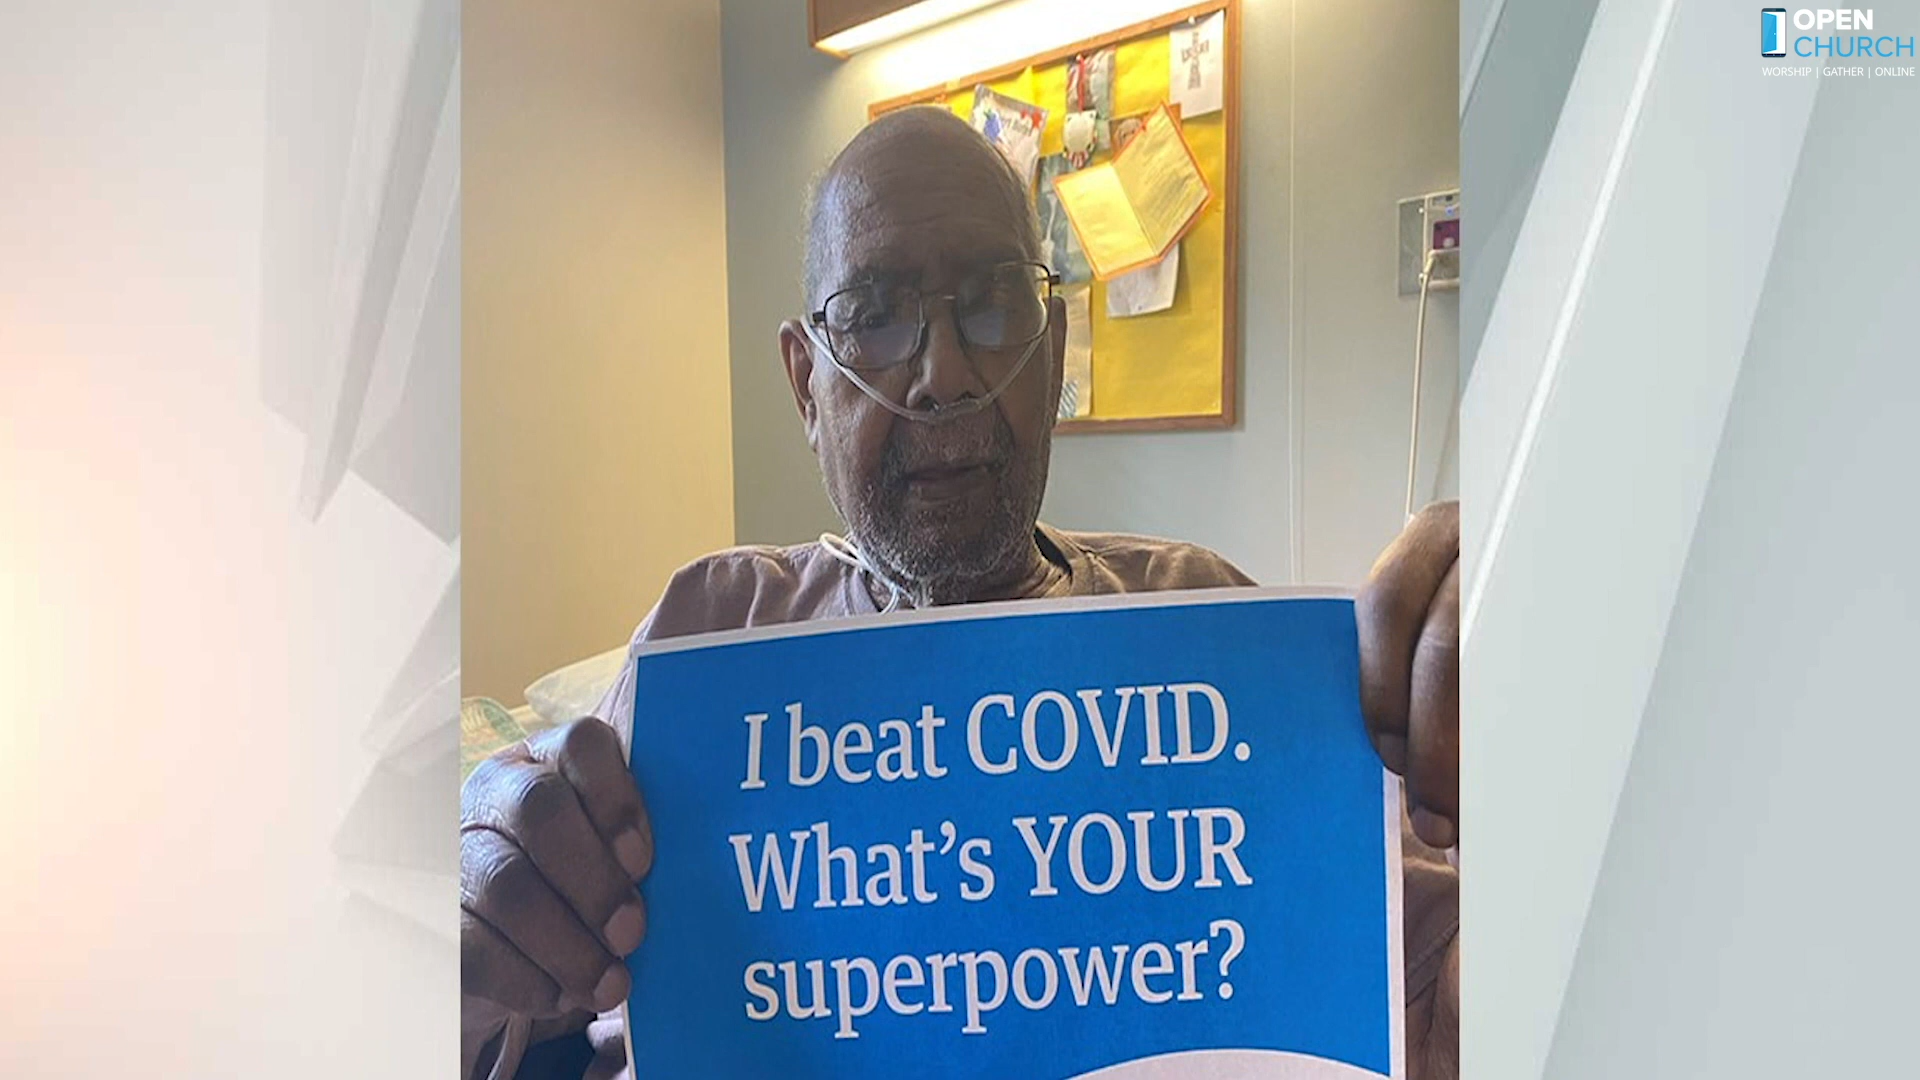 OPEN
CHURCH
WORSHIP | GATHER | ONLINE
I beat COVID.
What's YOUR
superpower?